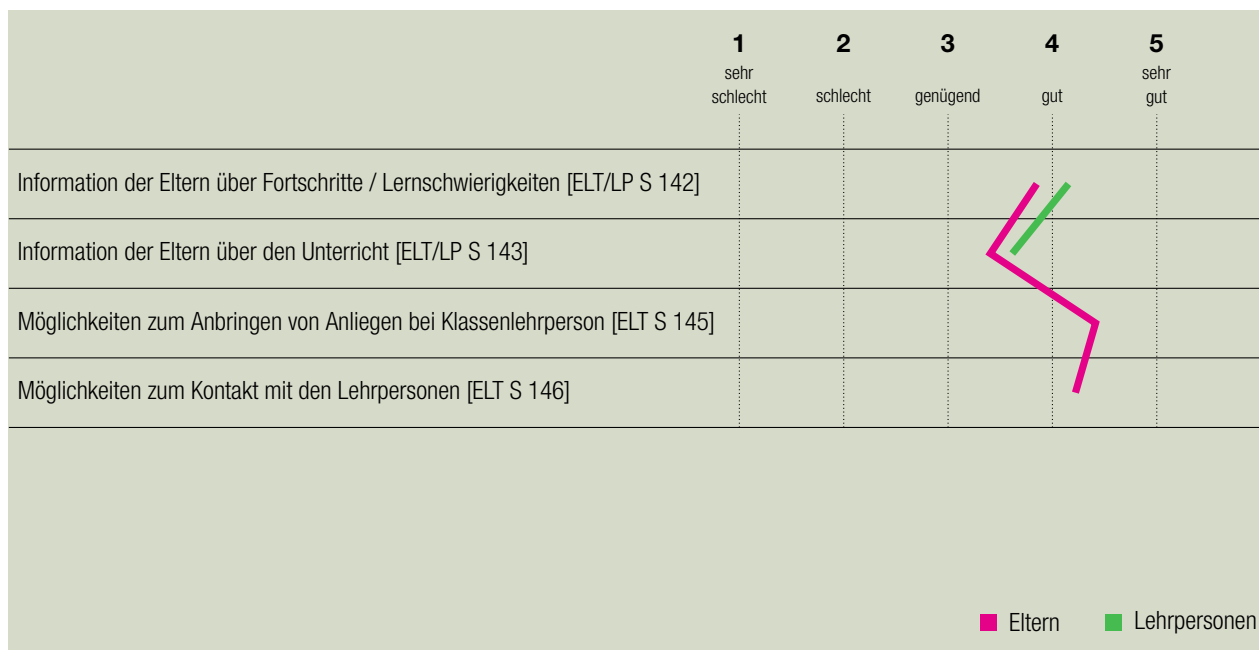 1 2 3 4 5
sehr sehr
schlecht schlecht genügend gut gut
Information der Eltern über Fortschritte / Lernschwierigkeiten [ELT/LP S 142]
Information der Eltern über den Unterricht [ELT/LP S 143]
Möglichkeiten zum Anbringen von Anliegen bei Klassenlehrperson [ELT S 145]
Möglichkeiten zum Kontakt mit den Lehrpersonen [ELT S 146]
Eltern Lehrpersonen